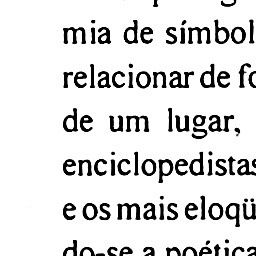 mia de símbol
relacionar de fo
de um lugar,
enciclopedistas
e os mais eloqü
do-se a poética